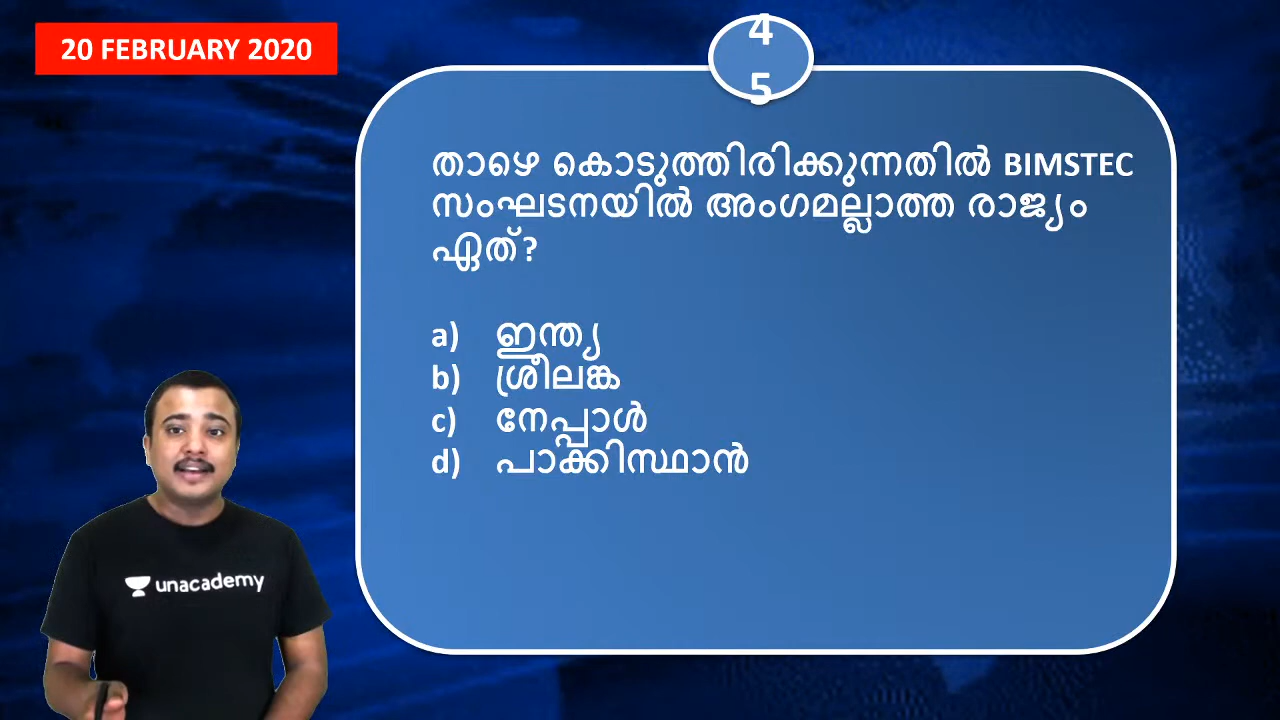 20 FEBRUARY 2020
4
5
താഴെ കൊടുത്തിരിക്കുന്നതിൽ BIMSTEC
സംഘടനയിൽ അംഗമല്ലാത്ത രാജ്യം
ഏത്?
a) ഇന്ത്യ
b) ശ്രീലങ്ക
c) നേപ്പാൾ
d) പാക്കിസ്ഥാൻ
unacademy